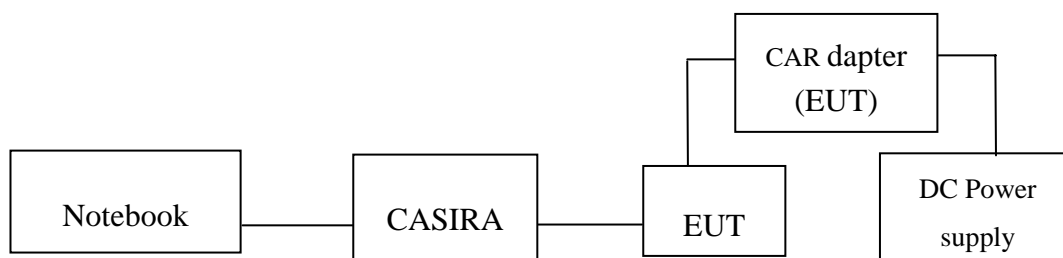 CAR dapter
(EUT)
Notebook
CASIRA
EUT
DC Power
supply